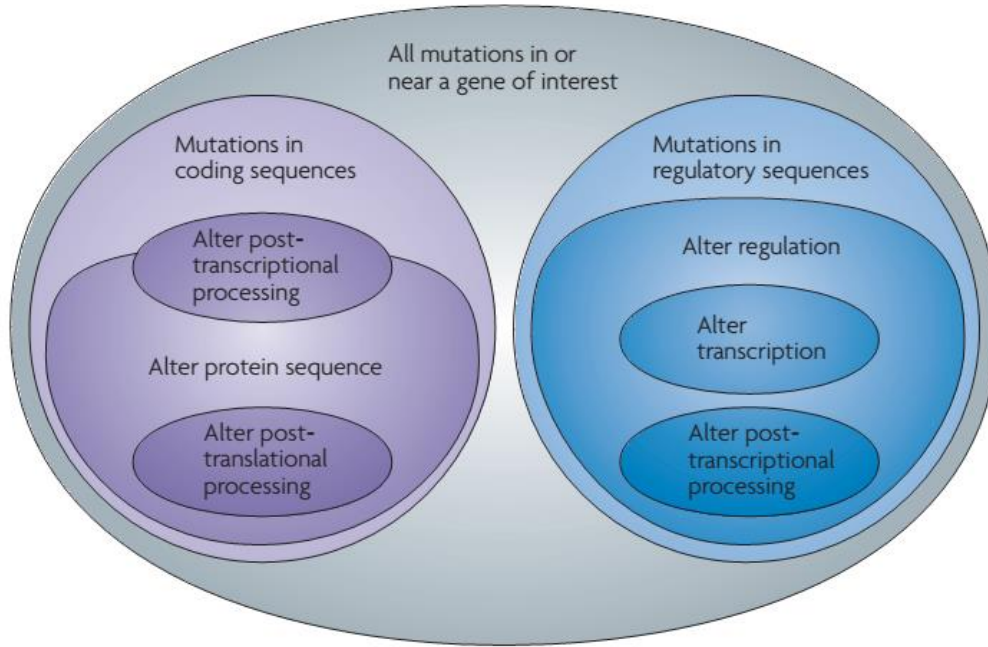 All mutations in or
near a gene of interest
Mutations in
coding sequences
Alter post-
transcriptional
processing
Alter protein sequence
Alter post-
translational
processing
Mutations in
regulatory sequences
Alter regulation
Alter
transcription
Alter post-
transcriptional
processing